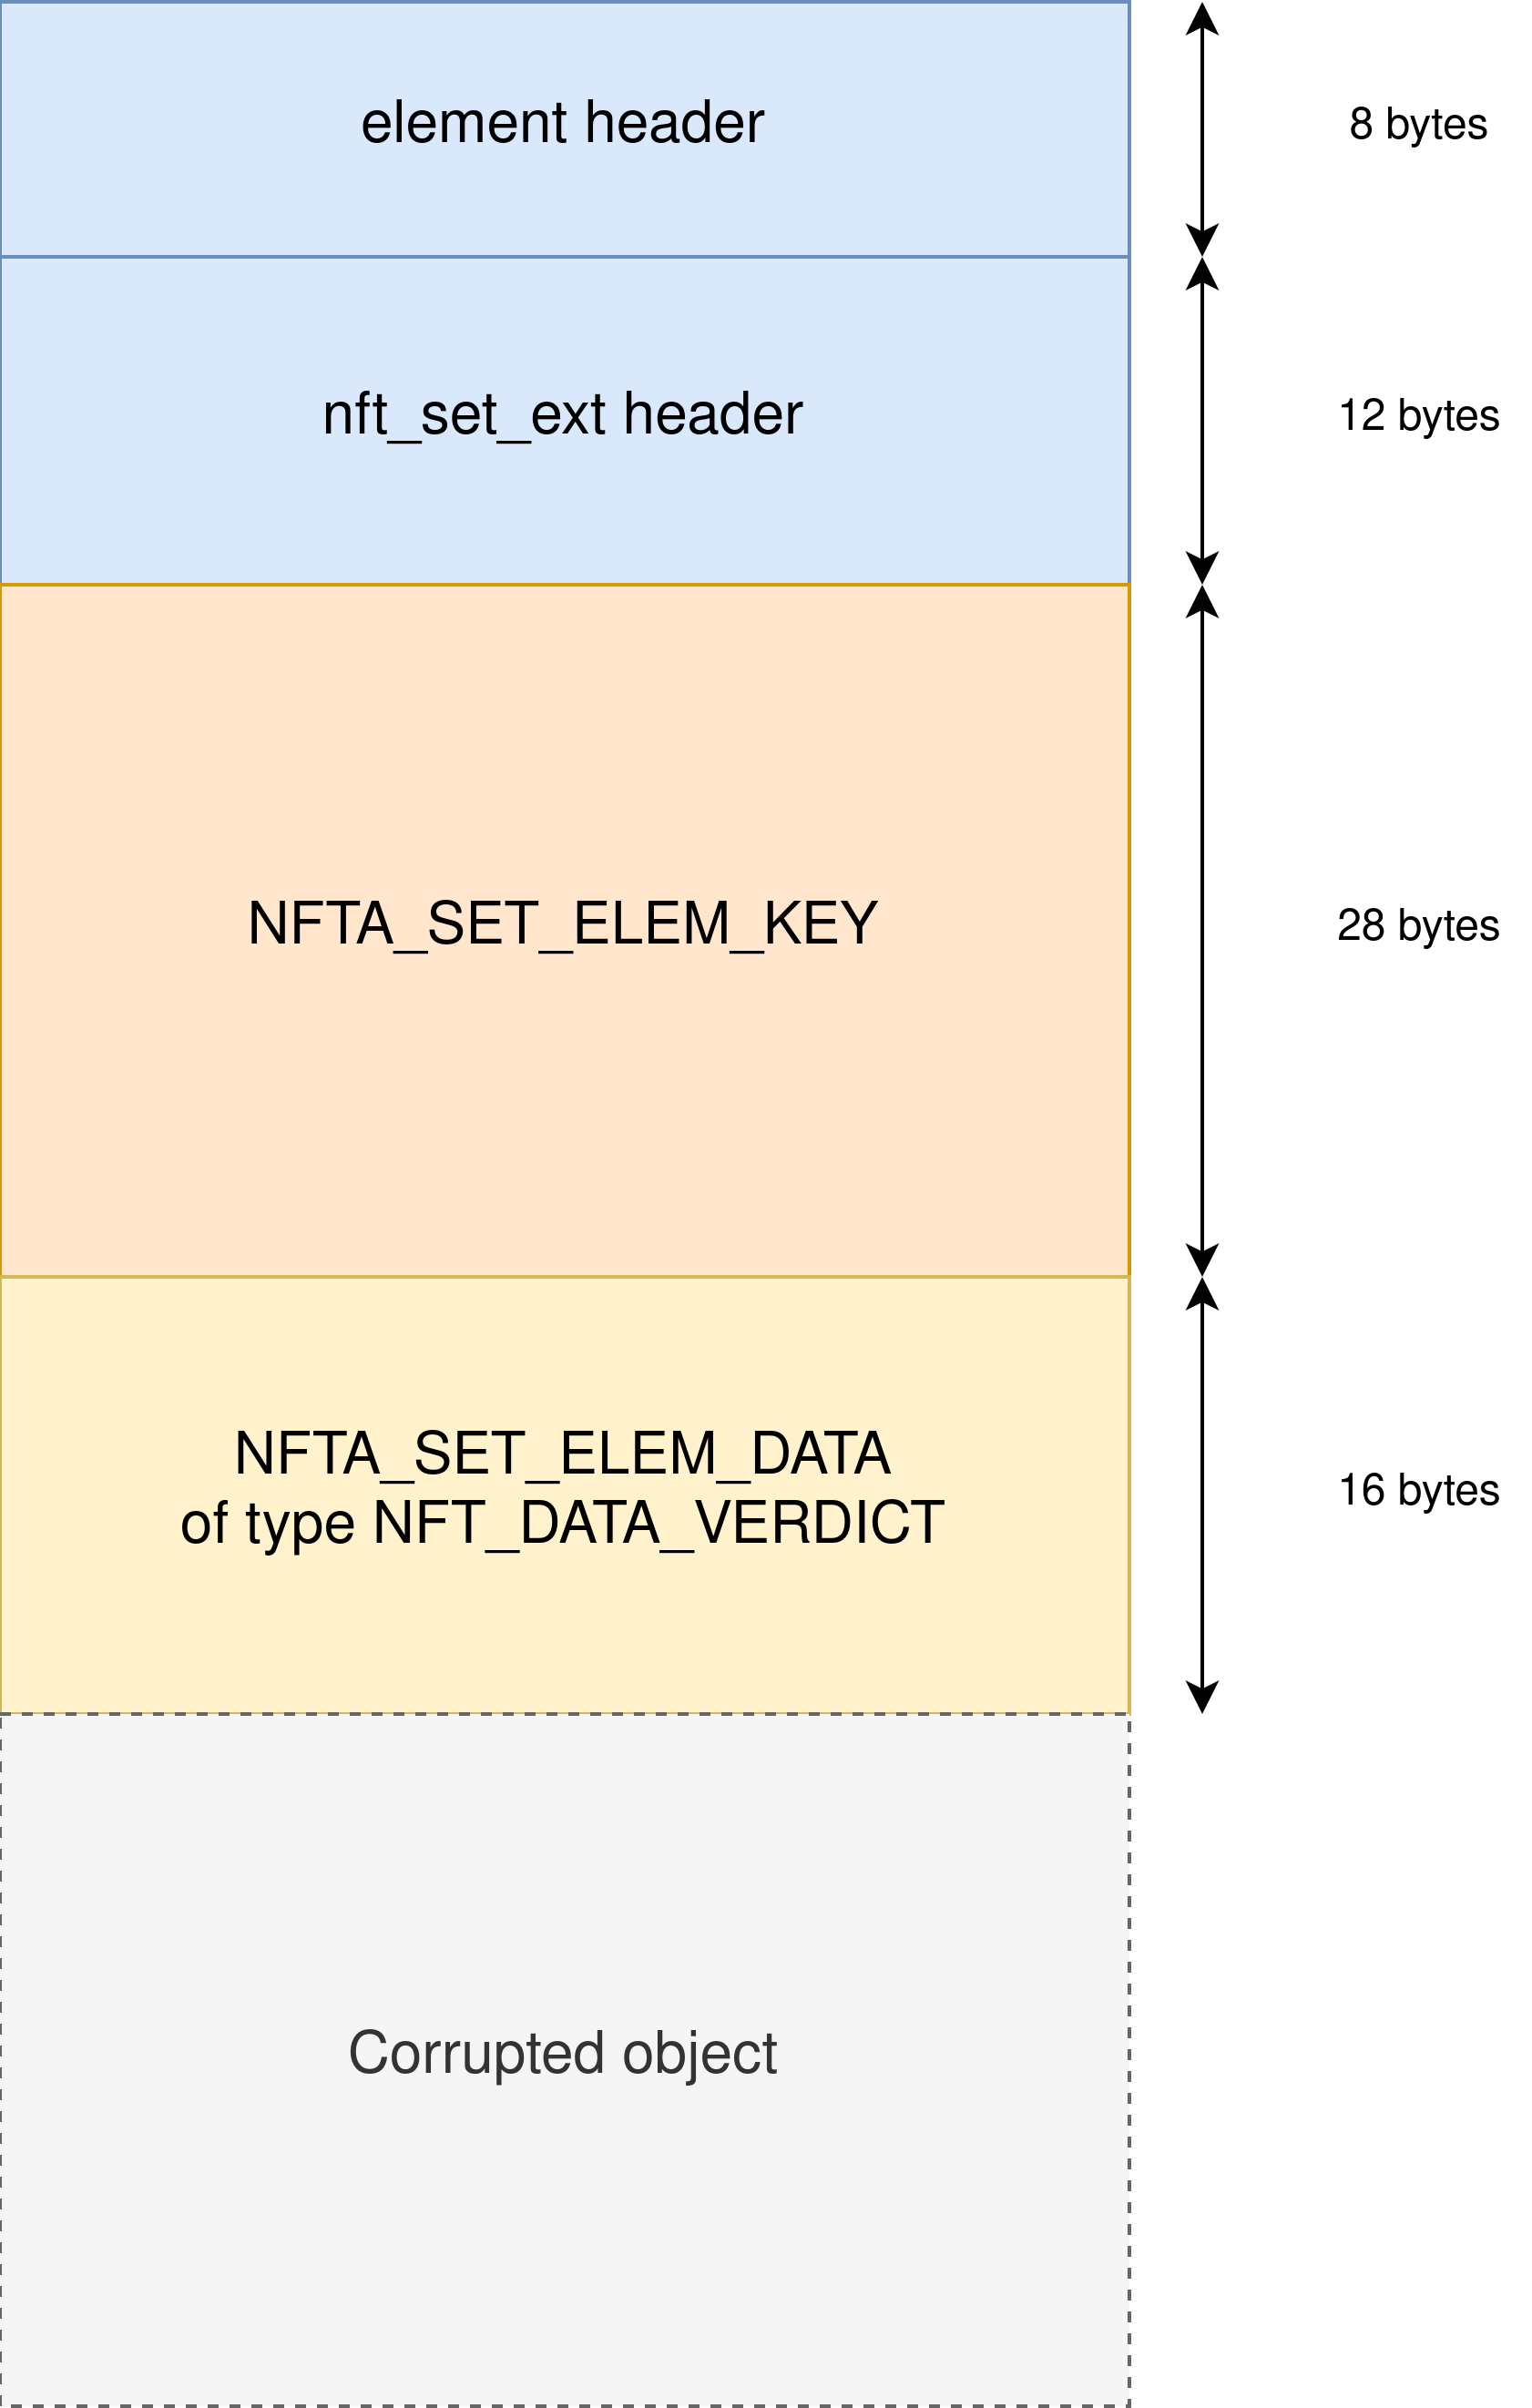 element header
8 bytes
nft_set_ext header
12 bytes
NFTA_SET_ELEM_KEY
28 bytes
NFTA_SET_ELEM_DATA
of type NFT_DATA_VERDICT
16 bytes
Corrupted object